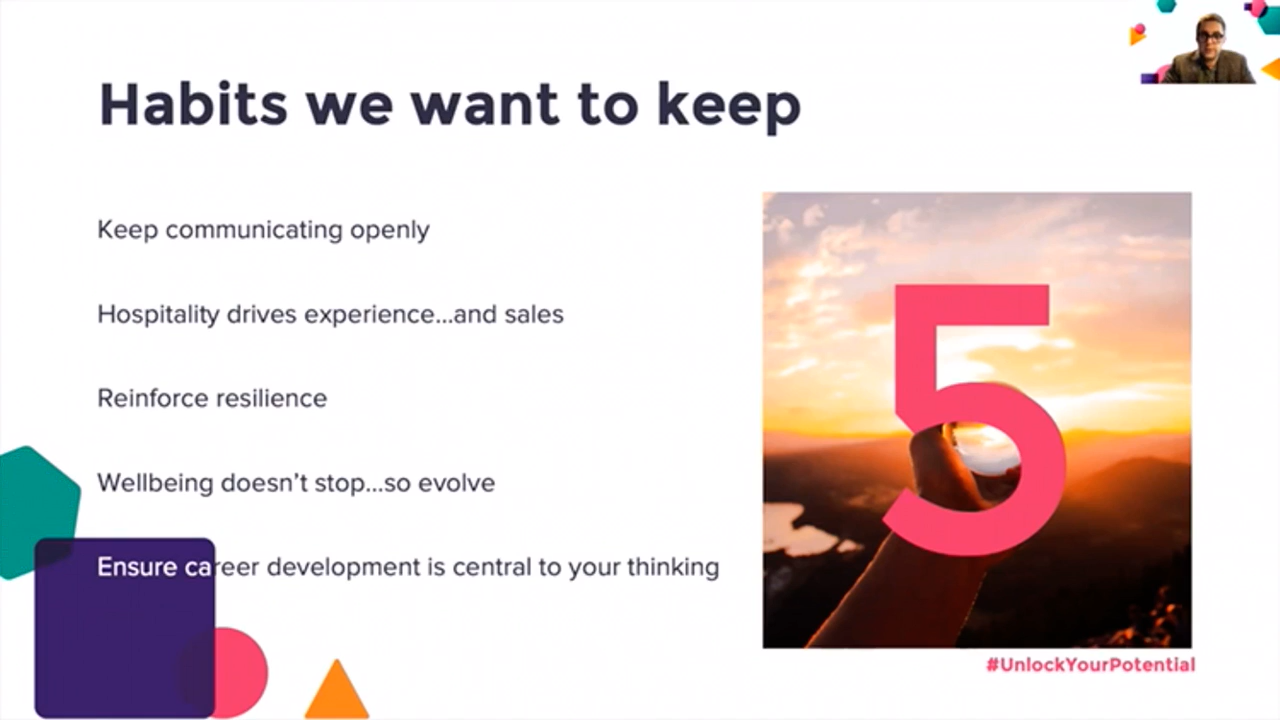 Habits we want to keep
Keep communicating openly
Hospitality drives experience...and sales
Reinforce resilience
Wellbeing doesn’t stop...so evolve
Ensure career development is central to your thinking
5
#UnlockYourPotential